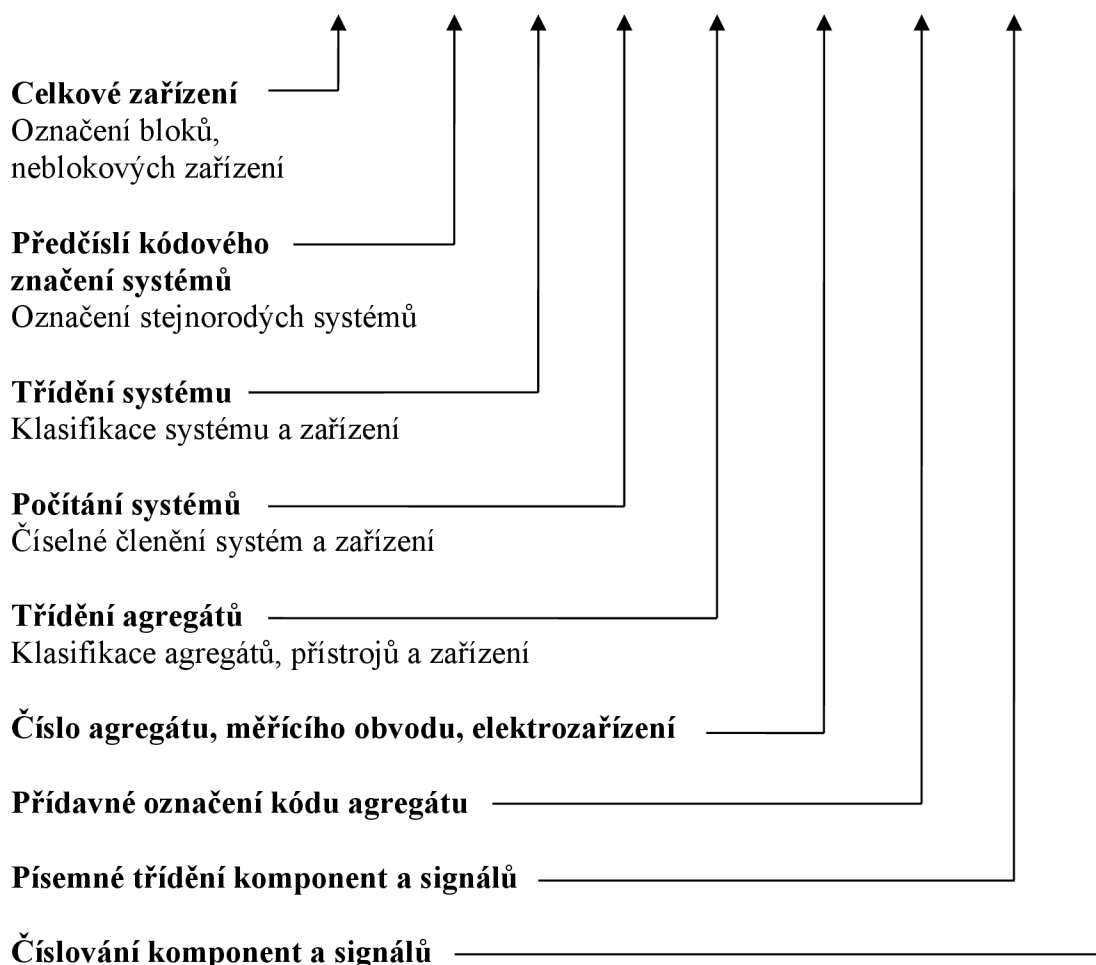 Celkové zařízení
Označení bloků,
neblokových zařízení
Předčíslí kódového
značení systémů
Označení stejnorodých systémů
Třídění systému
Klasifikace systému a zařízení
Počítání systémů
Číselné členění systém a zařízení
Třídění agregátů
Klasifikace agregátů, přístrojů a zařízení
Číslo agregátu, měřícího obvodu, elektrozařízení
Přídavné označení kódu agregátu
Písemné třídění komponent a signálů
Číslování komponent a signálů